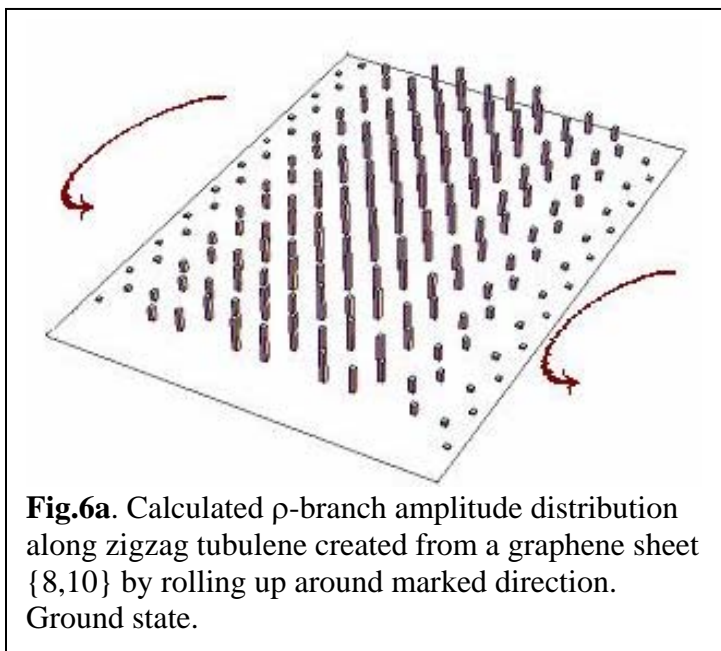 Fig.6a. Calculated ρ-branch amplitude distribution
along zigzag tubulene created from a graphene sheet
{8,10} by rolling up around marked direction.
Ground state.